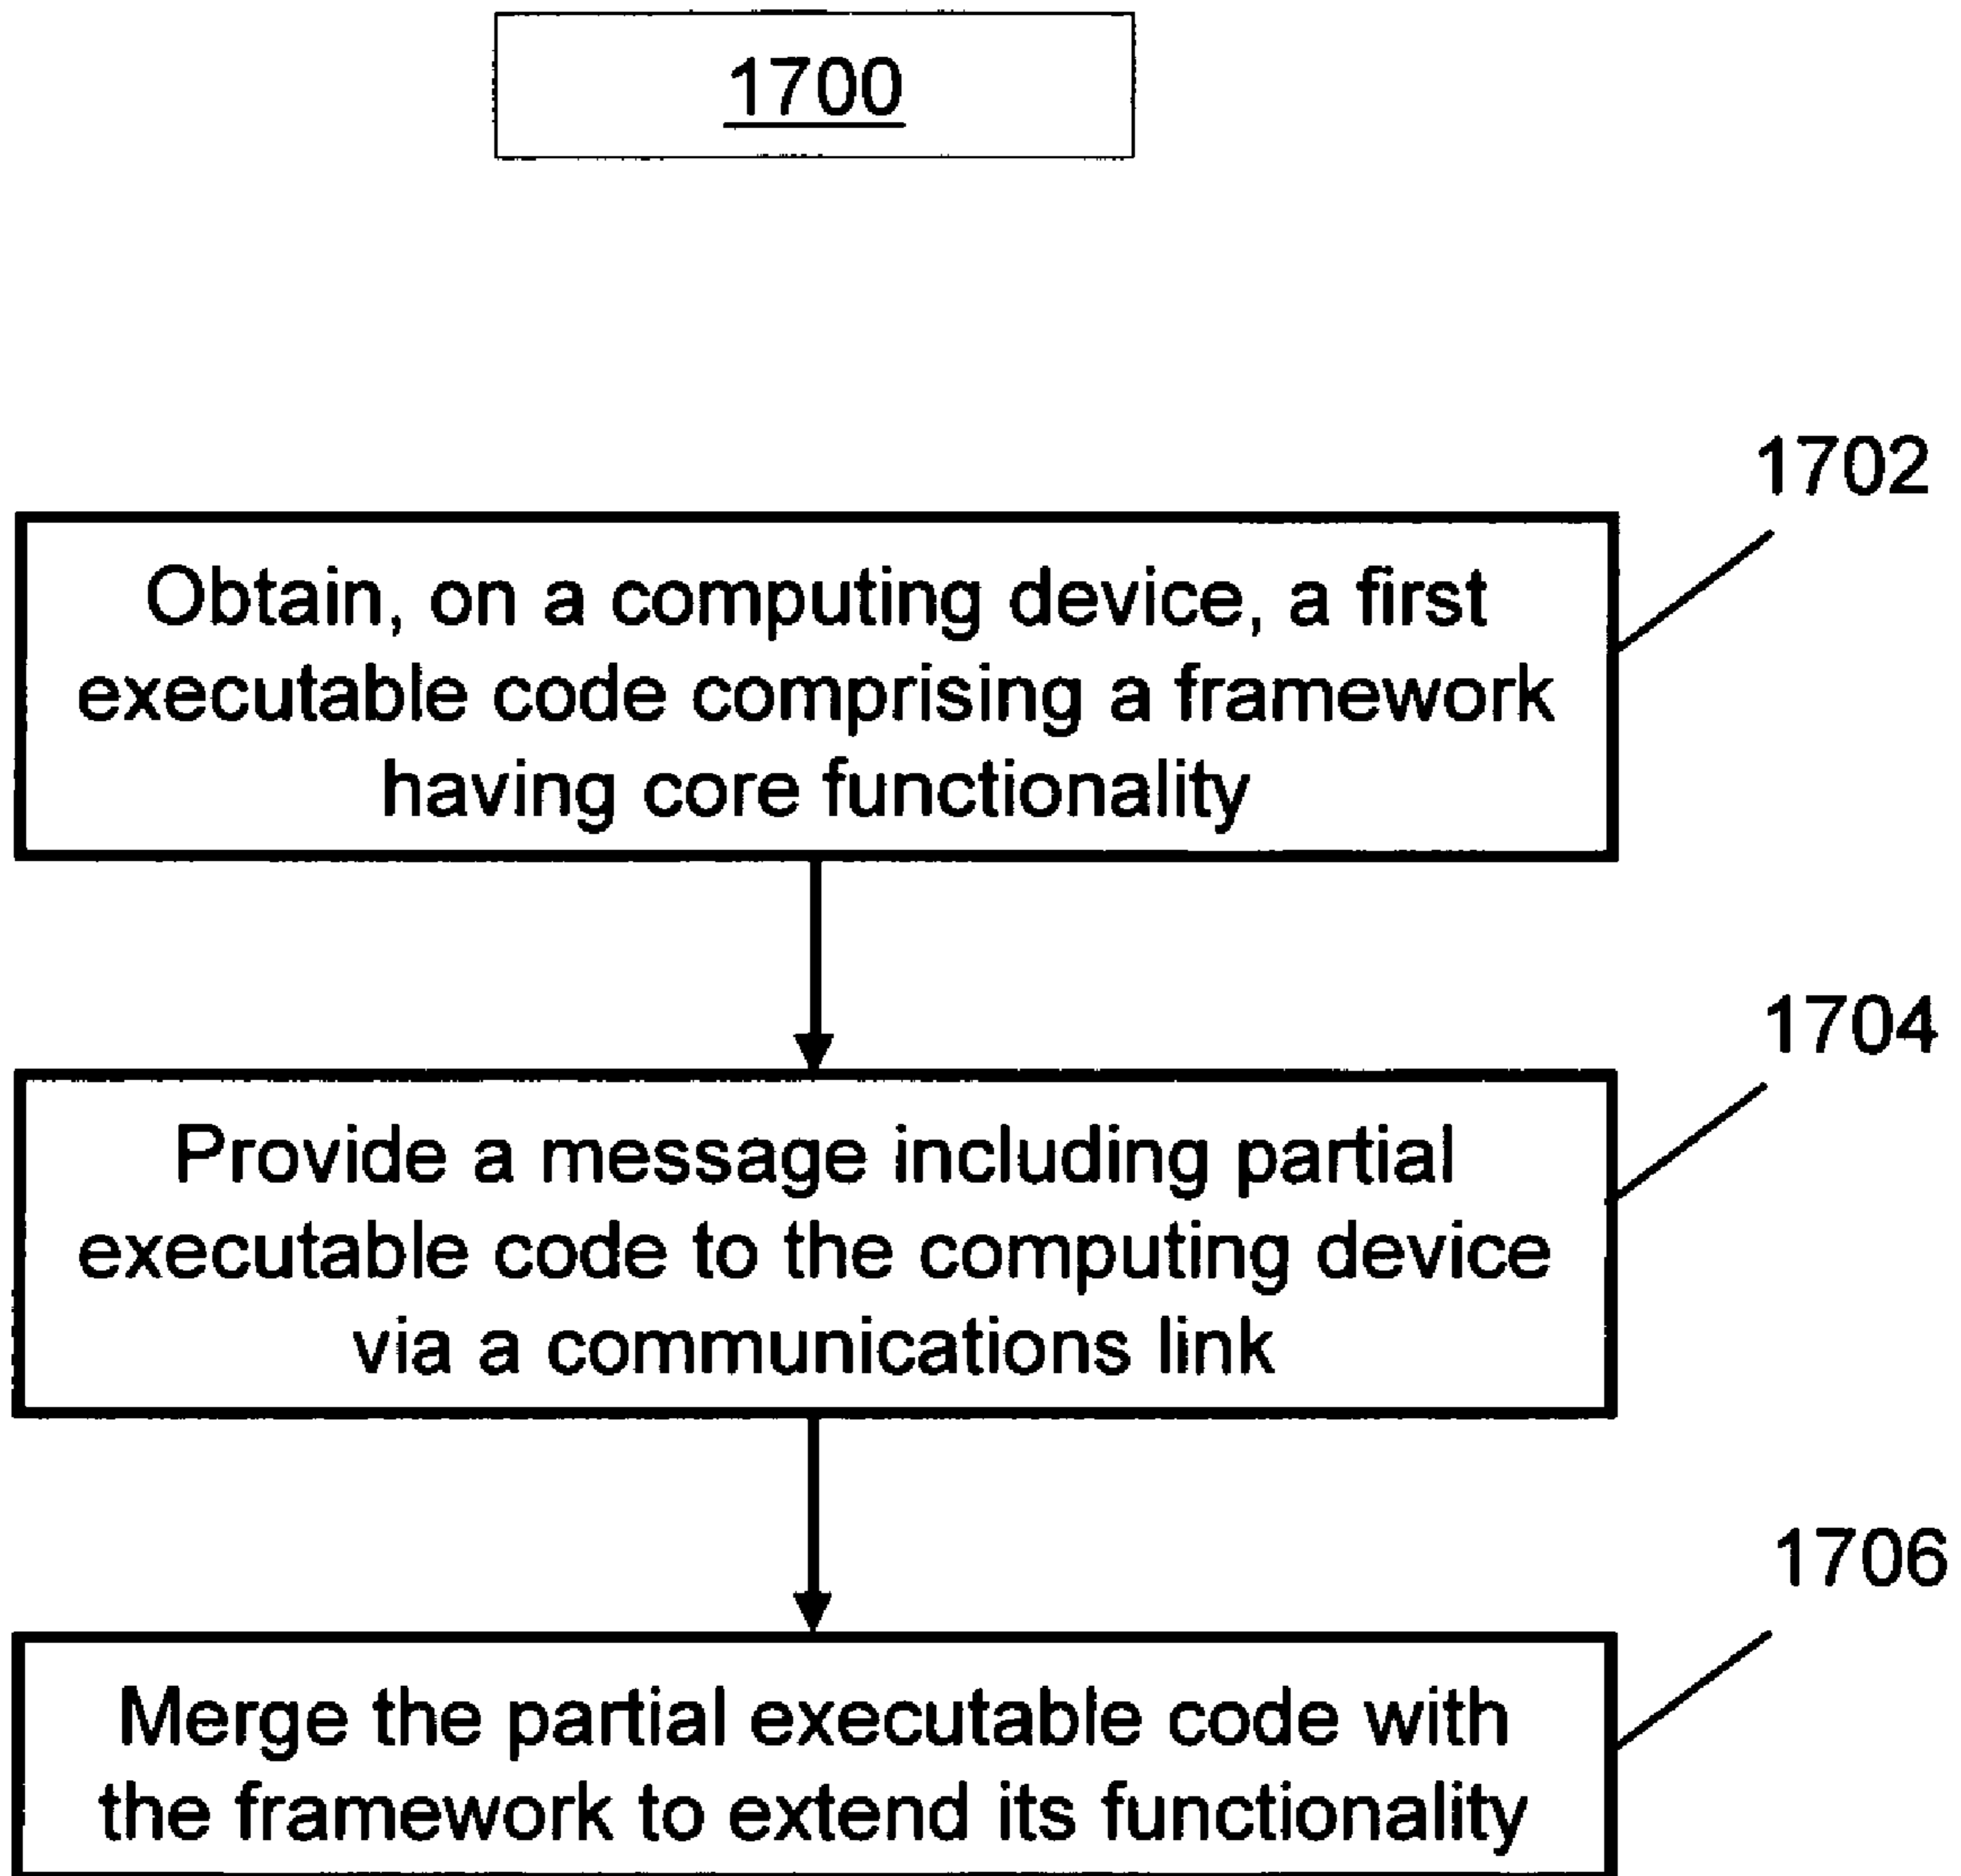 1700
1702
Obtain, on a computing device, a first
executable code comprising a framework
having core functionality
1704
Provide a message including partial
executable code to the computing device
via a communications link
1706
Merge the partial executable code with
the framework to extend its functionality